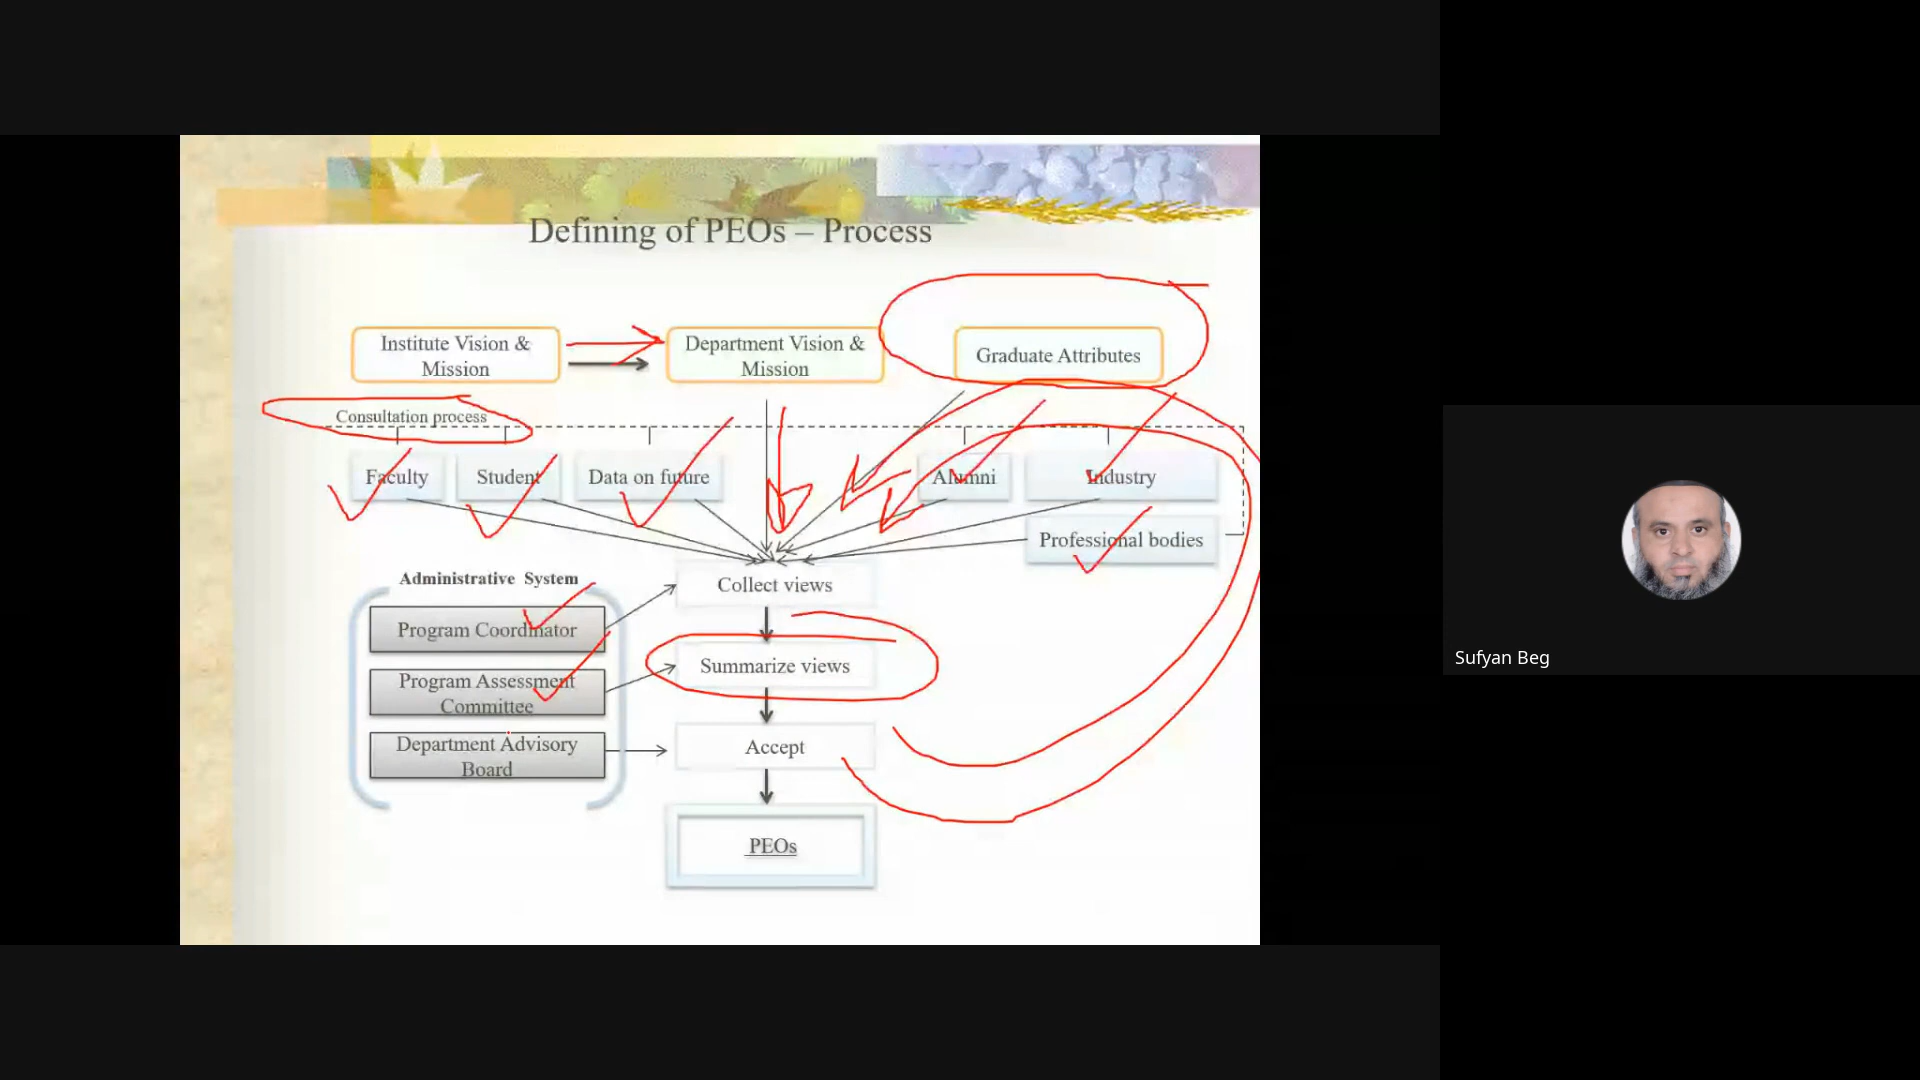 Defining of PEOs – Process
Institute Vision &
Mission
Department Vision &
Mission
Graduate Attributes
Consultation process
Faculty
Student
Data on future
Alumni
Industry
Professional bodies
Administrative System
Program Coordinator
Program Assessment
Committee
Department Advisory
Board
Collect views
Summarize views
Accept
PEOs
Sufyan Beg